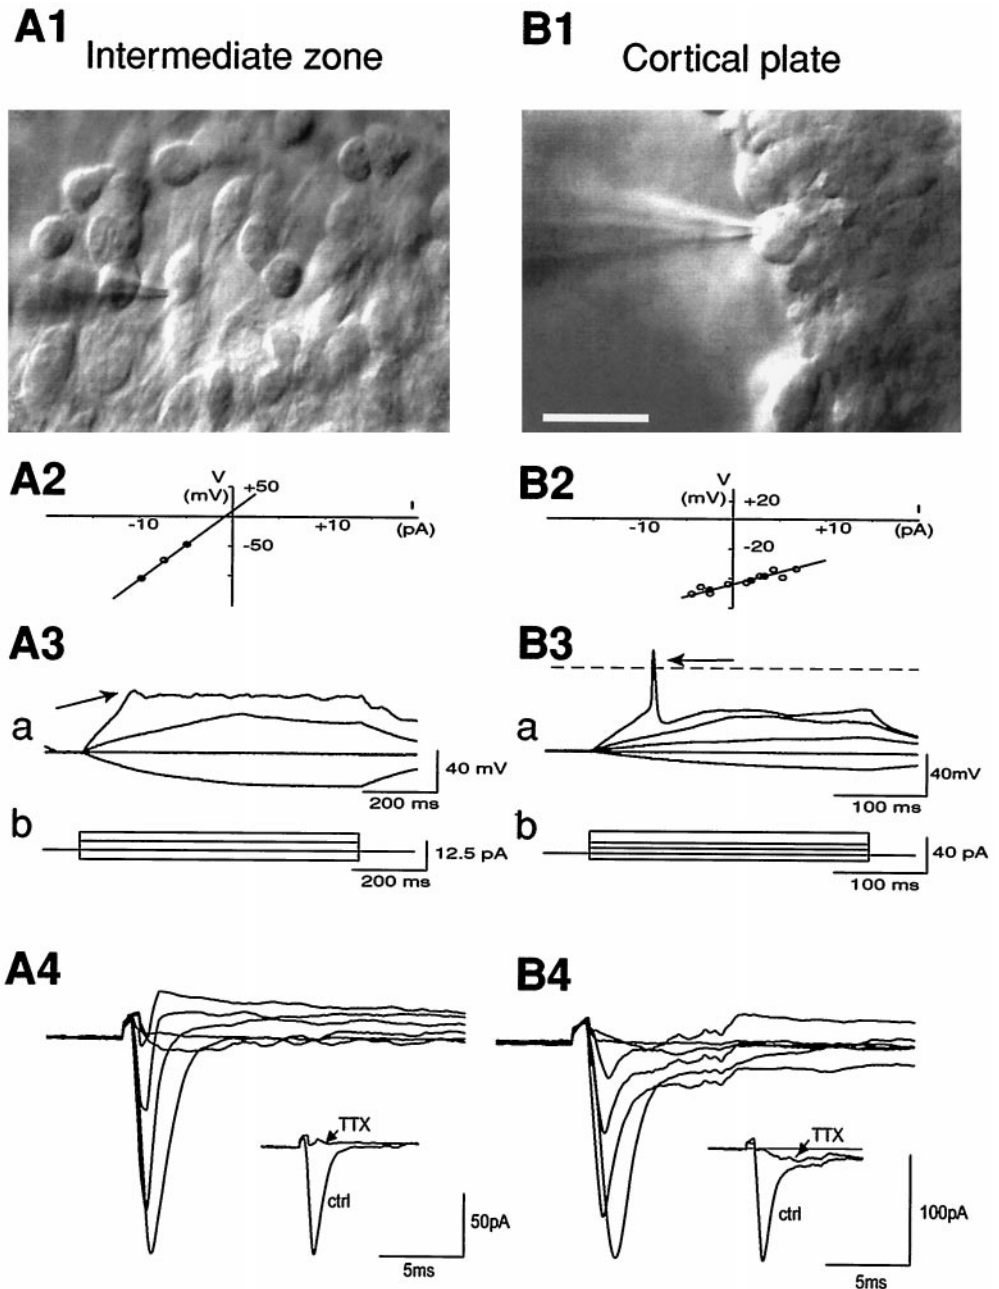 A1
Intermediate zone
B1
Cortical plate
A2
V
(mV)
+50
-10
+10
I
(pA)
-50
B2
V
(mV)
+20
-10
+10
I
(pA)
-20
A3
a
40 mV
200 ms
b
12.5 pA
200 ms
B3
a
40mV
100 ms
b
40 pA
100 ms
A4
TTX
ctrl
50pA
5ms
B4
TTX
ctrl
100pA
5ms